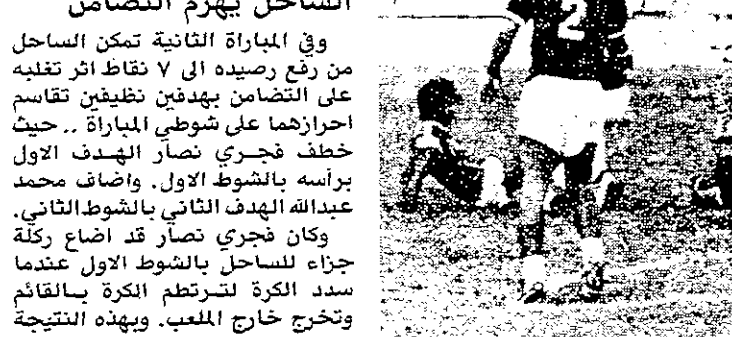 الساحل يهزم التضامن
وفي المباراة الثانية تمكن الساحل
من رفع رصيده الى ٧ نقاط اثر تغلبه
على التضامن بهدفين نظيفين تقاسم
احرازهما على شوطي المباراة .. حيث
خطف فجري نصار الهدف الاول
برأسه بالشوط الاول. واضاف محمد
عبدالله الهدف الثاني بالشوط الثاني.
وكان فجري نصار قد اضاع ركلة
جزاء للساحل بالشوط الاول عندما
سدد الكرة لترتطم الكرة بالقائم
وتخرج خارج الملعب. وبهذه النتيجة
2